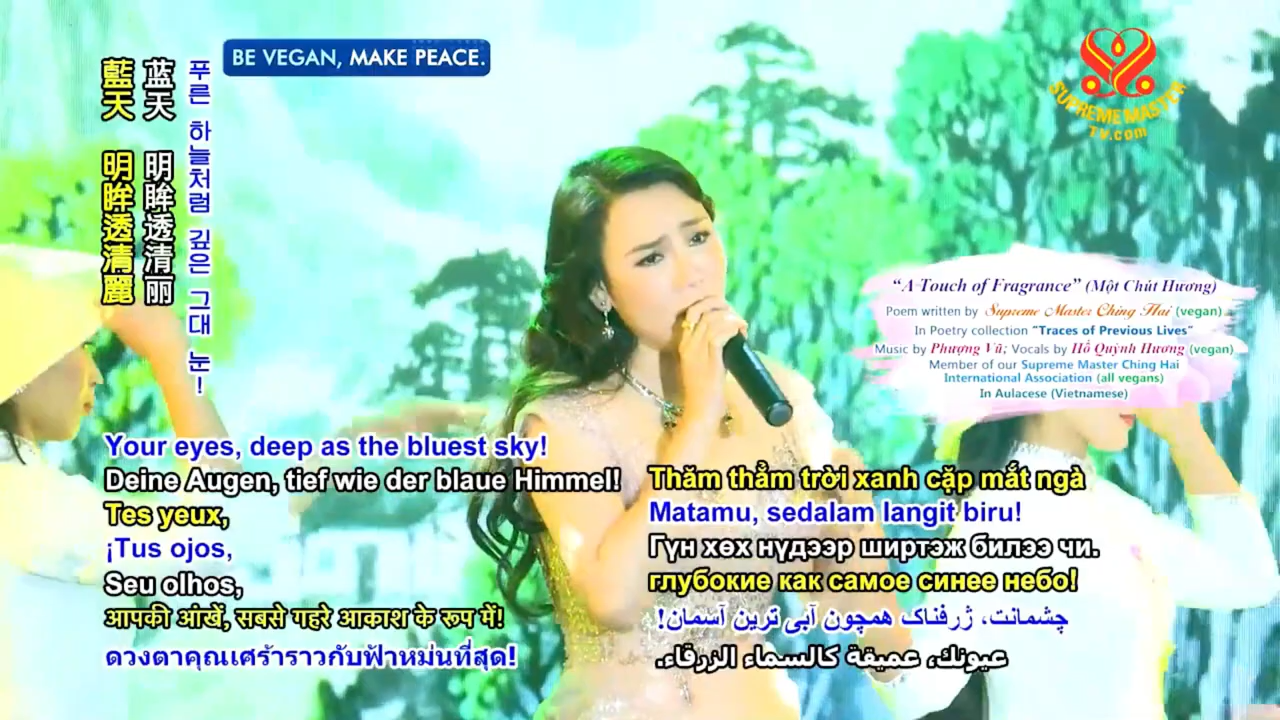 BE VEGAN, MAKE PEACE.
SUPREME MASTER
TV.com
藍天 明眸透清麗
蓝天 明眸透清丽
푸른 하늘처럼 깊은 그대 눈!
“A Touch of Fragrance” (Một Chút Hương)
Poem written by Supreme Master Ching Hai (vegan)
In Poetry collection “Traces of Previous Lives”
Music by Phượng Vũ; Vocals by Hồ Quỳnh Hương (vegan)
Member of our Supreme Master Ching Hai
International Association (all vegans)
In Aulacese (Vietnamese)
Your eyes, deep as the bluest sky!
Deine Augen, tief wie der blaue Himmel!
Tes yeux,
¡Tus ojos,
Seu olhos,
आपकी आंखें, सबसे गहरे आकाश के रूप में!
ดวงตาคุณเศร้าราวกับฟ้าหม่นที่สุด!
Thăm thẳm trời xanh cặp mắt ngà
Matamu, sedalam langit biru!
Гүн хөх нүдээр ширтэж билээ чи.
глубокие как самое синее небо!
چشمانت، ژرفناک همچون آبی ترین آسمان!
عيونك، عميقة كالسماء الزرقاء.